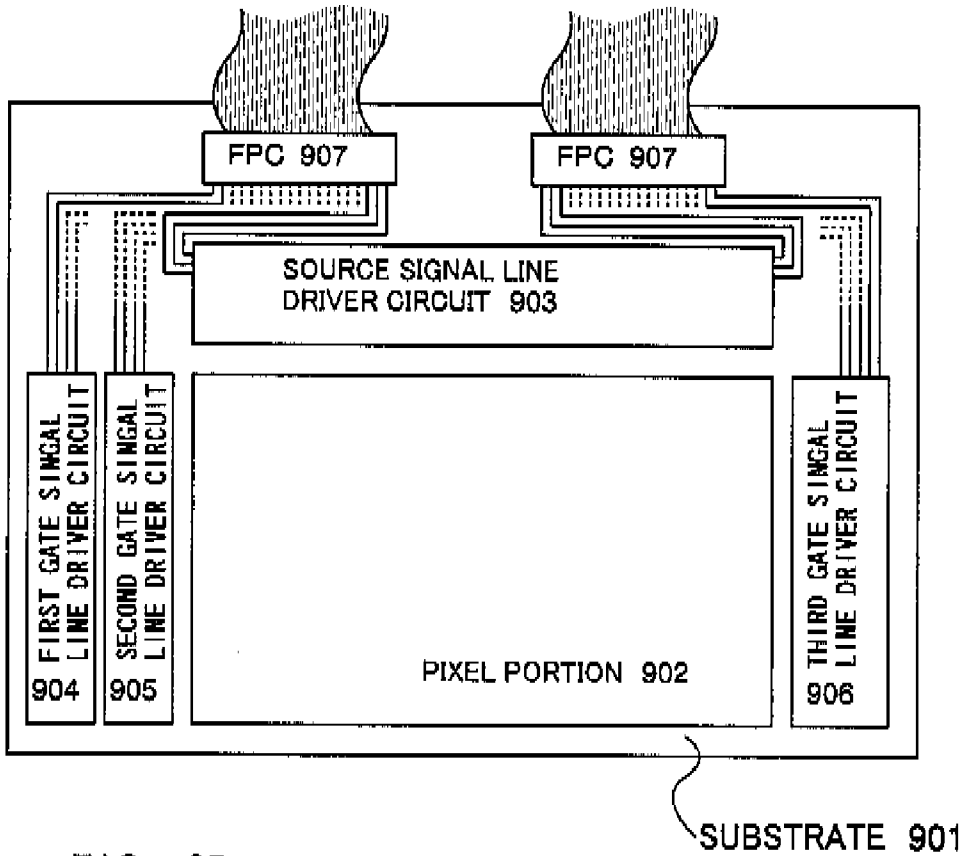 FPC 907
FPC 907
SOURCE SIGNAL LINE
DRIVER CIRCUIT 903
FIRST GATE SINGAL
LINE DRIVER CIRCUIT
904
SECOND GATE SINGAL
LINE DRIVER CIRCUIT
905
THIRD GATE SINGAL
LINE DRIVER CIRCUIT
906
PIXEL PORTION 902
SUBSTRATE 901